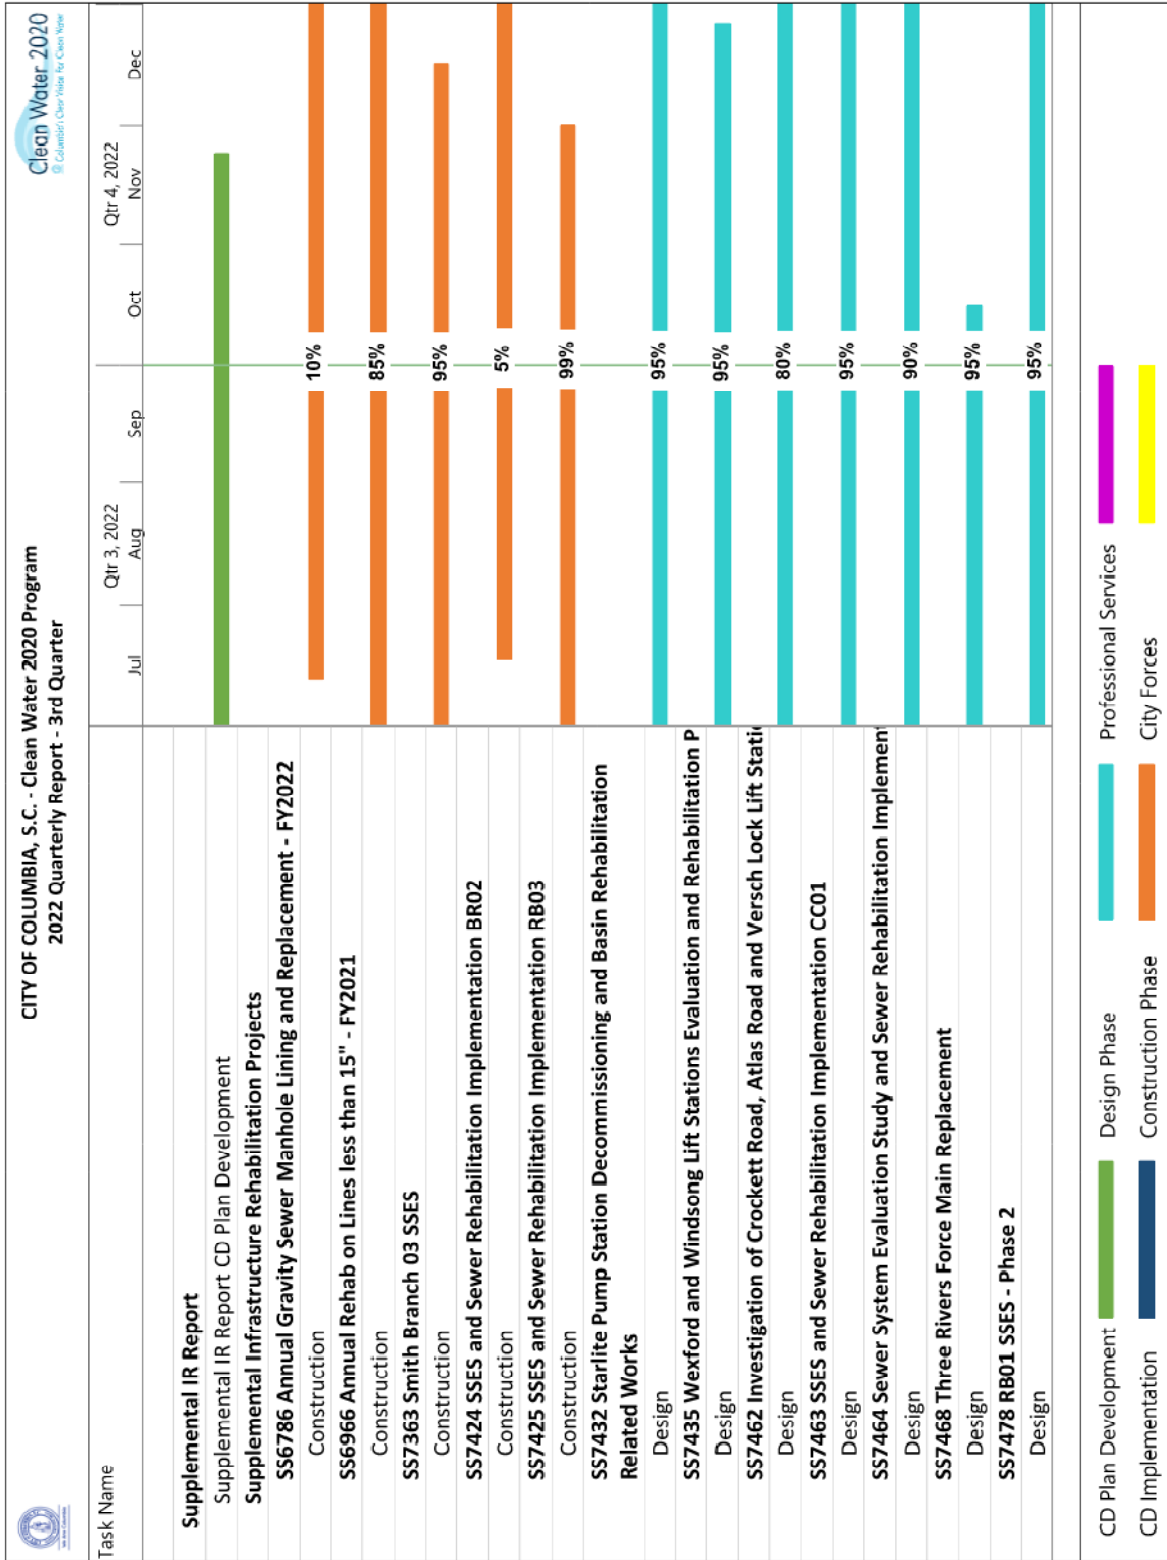 CITY OF COLUMBIA, S.C. - Clean Water 2020 Program
2022 Quarterly Report - 3rd Quarter
Clean Water 2020
Columbia's Clear Vision For Clean Water
Task Name
Qtr 3, 2022
Qtr 4, 2022
Jul
Aug
Sep
Oct
Nov
Dec
Supplemental IR Report
Supplemental IR Report CD Plan Development
Supplemental Infrastructure Rehabilitation Projects
SS6786 Annual Gravity Sewer Manhole Lining and Replacement - FY2022
Construction
10%
SS6966 Annual Rehab on Lines less than 15" - FY2021
Construction
85%
SS7363 Smith Branch 03 SSES
Construction
95%
SS7424 SSES and Sewer Rehabilitation Implementation BR02
Construction
5%
SS7425 SSES and Sewer Rehabilitation Implementation RB03
Construction
99%
SS7432 Starlite Pump Station Decommissioning and Basin Rehabilitation
Related Works
Design
95%
SS7435 Wexford and Windsong Lift Stations Evaluation and Rehabilitation P
Design
95%
SS7462 Investigation of Crockett Road, Atlas Road and Versch Lock Lift Stati
Design
80%
SS7463 SSES and Sewer Rehabilitation Implementation CC01
Design
95%
SS7464 Sewer System Evaluation Study and Sewer Rehabilitation Implemen
Design
90%
SS7468 Three Rivers Force Main Replacement
Design
95%
SS7478 RB01 SSES - Phase 2
Design
95%
CD Plan Development
Design Phase
Professional Services
CD Implementation
Construction Phase
City Forces